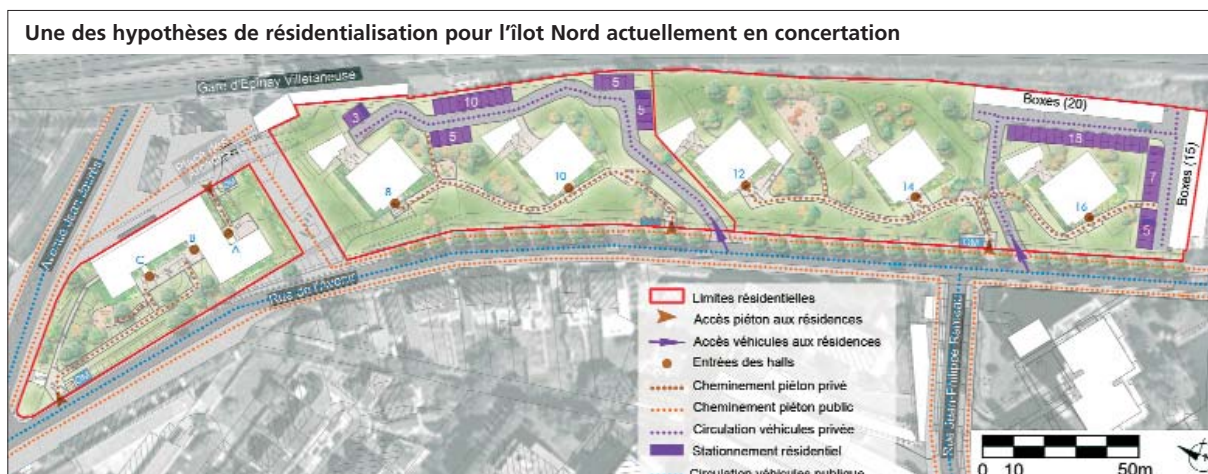 Une des hypothèses de résidentialisation pour l'îlot Nord actuellement en concertation
Gare d'Epinay Villetaneuse
Avenue Jean Jaurès
Rue de l'Avenir
C
B
A
3
10
5
5
5
8
10
12
14
16
Boxes (20)
18
7
5
Boxes (15)
Limites résidentielles
Accès piéton aux résidences
Accès véhicules aux résidences
Entrées des halls
Cheminement piéton privé
Cheminement piéton public
Circulation véhicules privée
Stationnement résidentiel
Circulation véhicules publique
Rue Jean-Philippe Rameau
0 10 50m
N